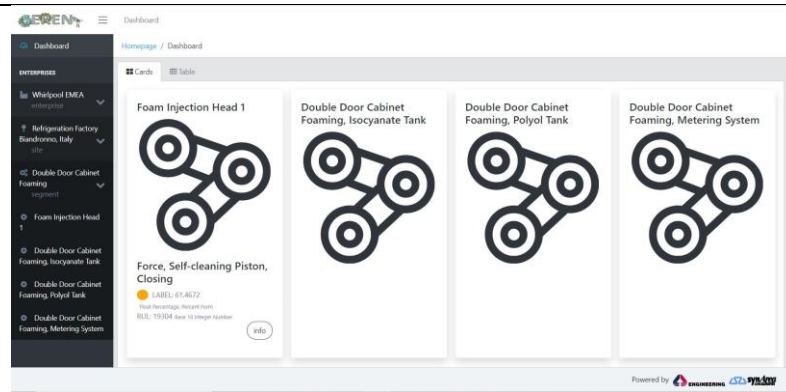 GEREN
Dashboard
Dashboard
Homepage / Dashboard
ENTERPRISES
Cards Table
Whirlpool EMEA
enterprise
Refrigeration Factory
Biandronno, Italy
site
Double Door Cabinet
Foaming
segment
Foam Injection Head
1
Double Door Cabinet
Foaming, Isocyanate Tank
Double Door Cabinet
Foaming, Polyol Tank
Double Door Cabinet
Foaming, Metering System
Foam Injection Head 1
Force, Self-cleaning Piston,
Closing
LABEL: 61.4672
Float Percentage, Percent Form
RUL: 19304 Base 10 Integer Number
info
Double Door Cabinet
Foaming, Isocyanate Tank
Double Door Cabinet
Foaming, Polyol Tank
Double Door Cabinet
Foaming, Metering System
Powered by ENGINEERING